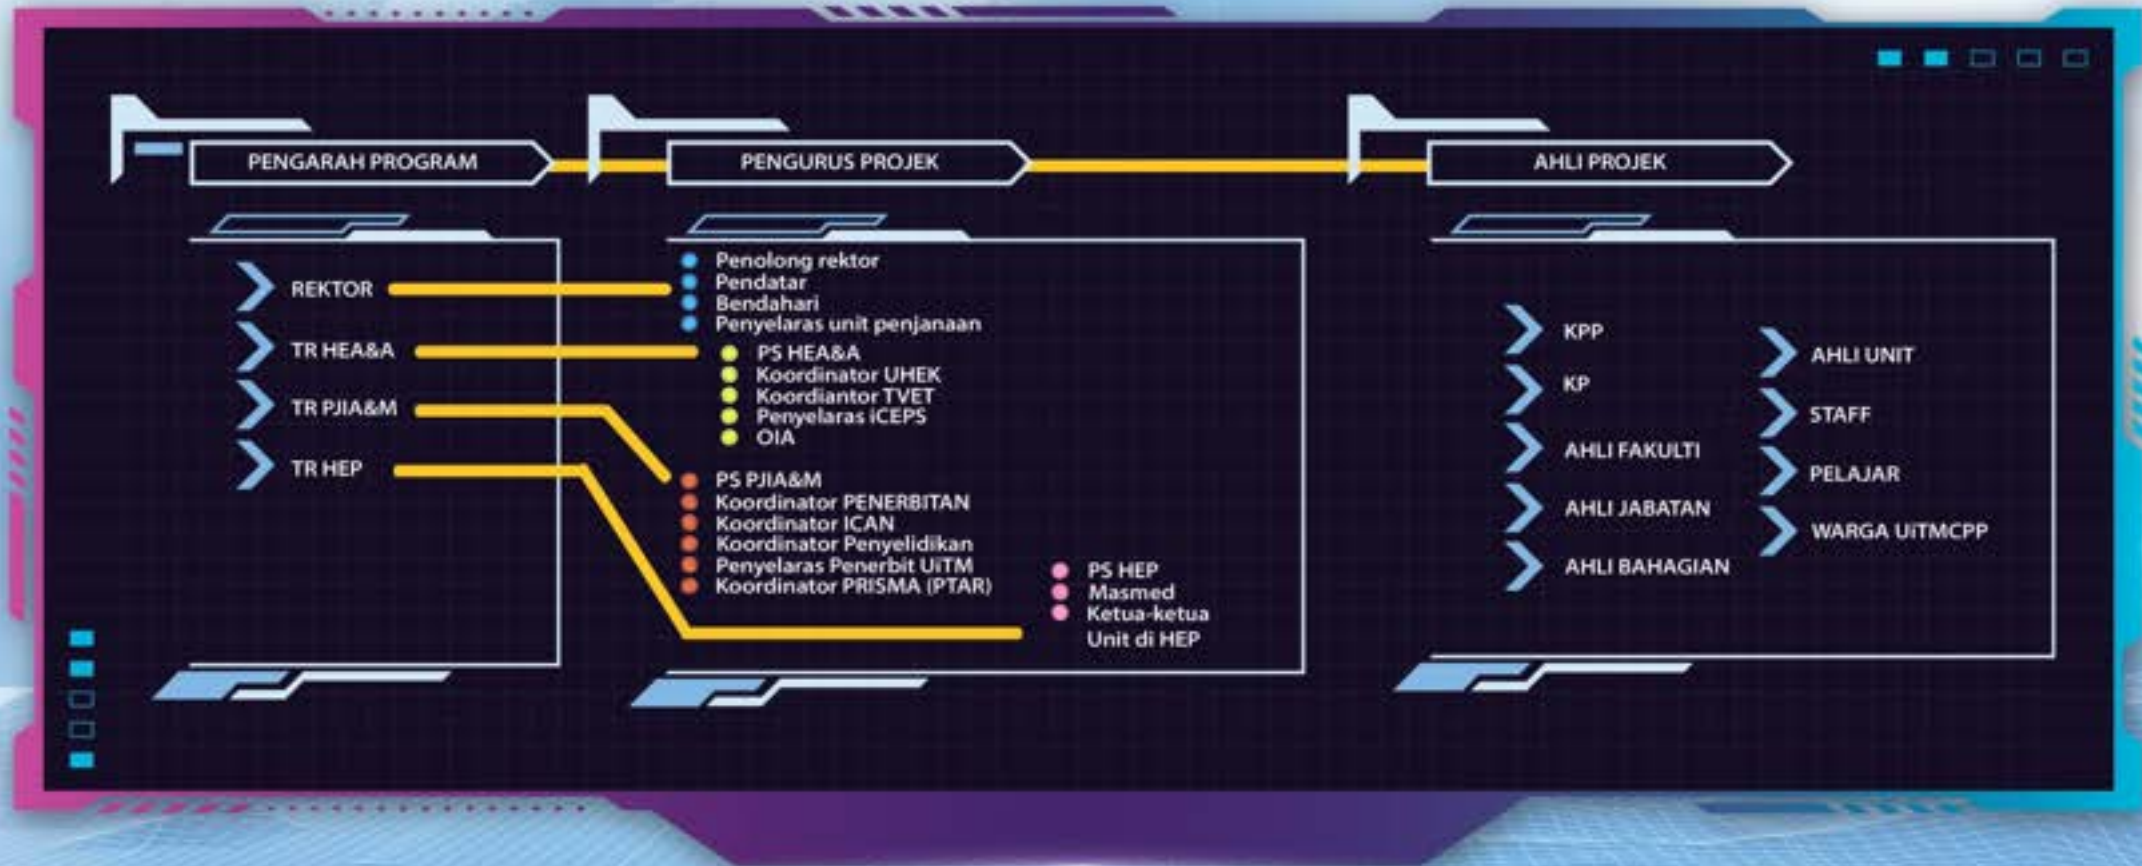 PENGARAH PROGRAM
PENGURUS PROJEK
AHLI PROJEK
REKTOR
TR HEA&A
TR PJIA&M
TR HEP
Penolong rektor
Pendatar
Bendahari
Penyelaras unit penjanaan
PS HEA&A
Koordinator UHEK
Koordiantor TVET
Penyelaras iCEPS
OIA
PS PJIA&M
Koordinator PENERBITAN
Koordinator ICAN
Koordinator Penyelidikan
Penyelaras Penerbit UiTM
Koordinator PRISMA (PTAR)
PS HEP
Masmed
Ketua-ketua
Unit di HEP
KPP
KP
AHLI FAKULTI
AHLI JABATAN
AHLI BAHAGIAN
AHLI UNIT
STAFF
PELAJAR
WARGA UiTMCPP